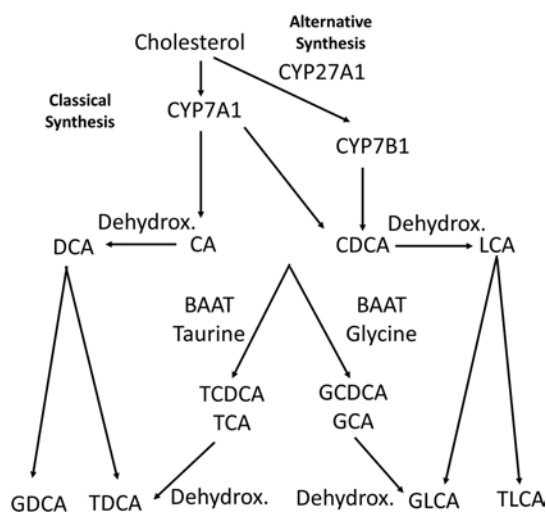 Alternative
Synthesis
Cholesterol
CYP27A1
Classical
Synthesis
CYP7A1
CYP7B1
Dehydrox.
Dehydrox.
DCA
CA
CDCA
LCA
BAAT
Taurine
BAAT
Glycine
TCDCA
TCA
GCDCA
GCA
GDCA
TDCA
Dehydrox.
Dehydrox.
GLCA
TLCA